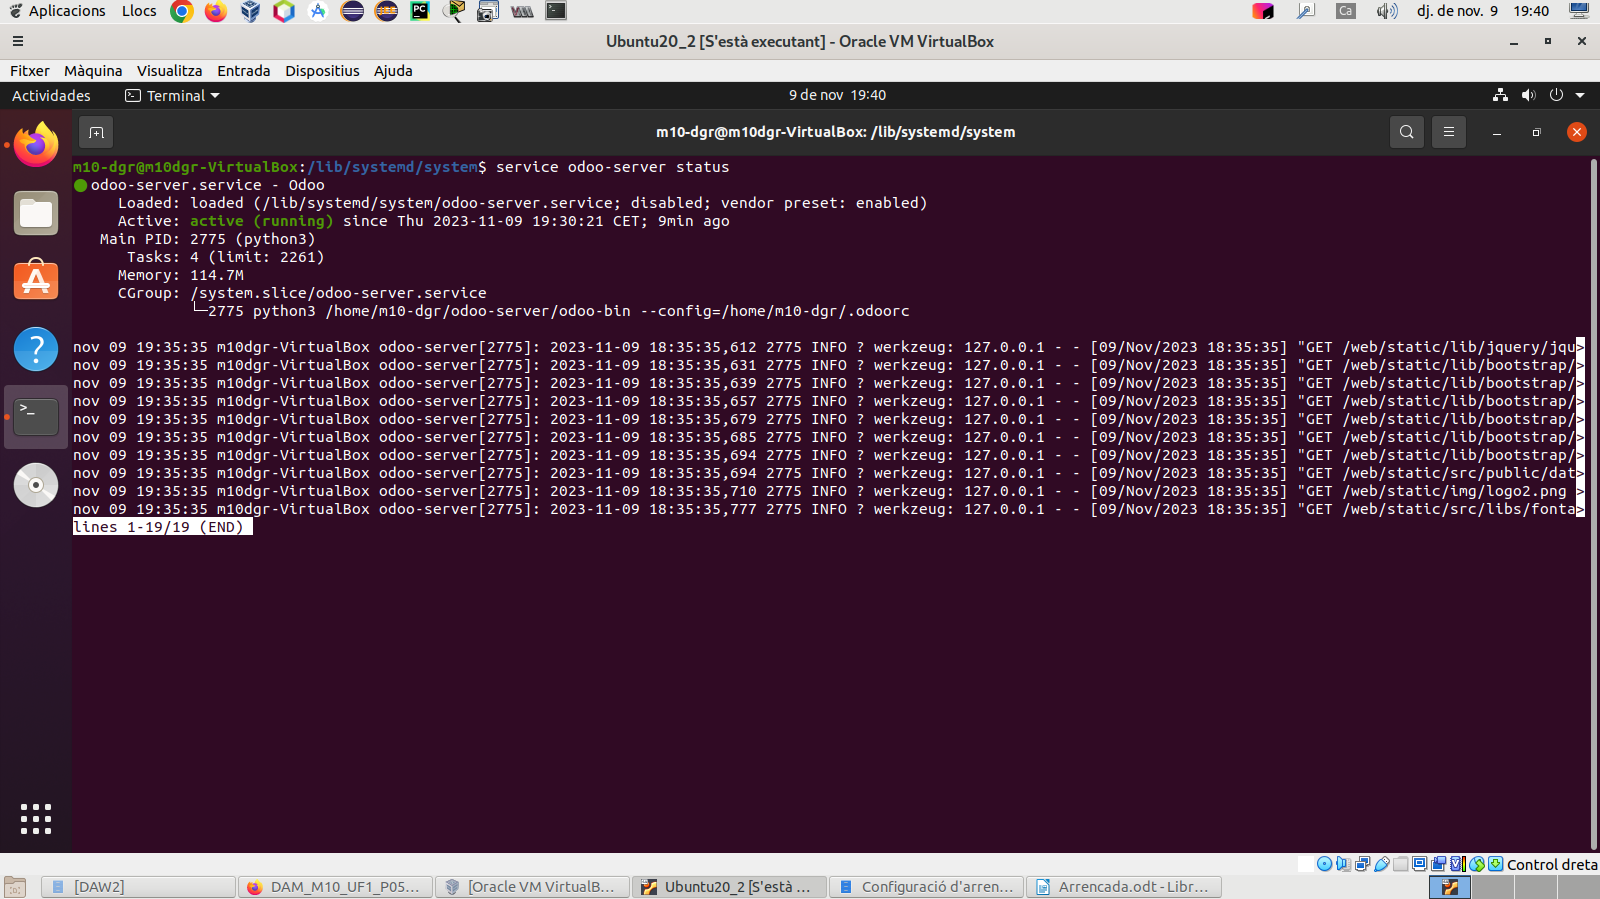 Aplicacions Llocs Ca dj. de nov. 9 19:40
Ubuntu20_2 [S'està executant] - Oracle VM VirtualBox
Fitxer Màquina Visualitza Entrada Dispositius Ajuda
Actividades Terminal 9 de nov 19:40
m10-dgr@m10dgr-VirtualBox: /lib/systemd/system
m10-dgr@m10dgr-VirtualBox:/lib/systemd/system$ service odoo-server status
odoo-server.service - Odoo
Loaded: loaded (/lib/systemd/system/odoo-server.service; disabled; vendor preset: enabled)
Active: active (running) since Thu 2023-11-09 19:30:21 CET; 9min ago
Main PID: 2775 (python3)
Tasks: 4 (limit: 2261)
Memory: 114.7M
CGroup: /system.slice/odoo-server.service
└─2775 python3 /home/m10-dgr/odoo-server/odoo-bin --config=/home/m10-dgr/.odoorc
nov 09 19:35:35 m10dgr-VirtualBox odoo-server[2775]: 2023-11-09 18:35:35,612 2775 INFO ? werkzeug: 127.0.0.1 - - [09/Nov/2023 18:35:35] "GET /web/static/lib/jquery/jqu>
nov 09 19:35:35 m10dgr-VirtualBox odoo-server[2775]: 2023-11-09 18:35:35,631 2775 INFO ? werkzeug: 127.0.0.1 - - [09/Nov/2023 18:35:35] "GET /web/static/lib/bootstrap/>
nov 09 19:35:35 m10dgr-VirtualBox odoo-server[2775]: 2023-11-09 18:35:35,639 2775 INFO ? werkzeug: 127.0.0.1 - - [09/Nov/2023 18:35:35] "GET /web/static/lib/bootstrap/>
nov 09 19:35:35 m10dgr-VirtualBox odoo-server[2775]: 2023-11-09 18:35:35,657 2775 INFO ? werkzeug: 127.0.0.1 - - [09/Nov/2023 18:35:35] "GET /web/static/lib/bootstrap/>
nov 09 19:35:35 m10dgr-VirtualBox odoo-server[2775]: 2023-11-09 18:35:35,679 2775 INFO ? werkzeug: 127.0.0.1 - - [09/Nov/2023 18:35:35] "GET /web/static/lib/bootstrap/>
nov 09 19:35:35 m10dgr-VirtualBox odoo-server[2775]: 2023-11-09 18:35:35,685 2775 INFO ? werkzeug: 127.0.0.1 - - [09/Nov/2023 18:35:35] "GET /web/static/lib/bootstrap/>
nov 09 19:35:35 m10dgr-VirtualBox odoo-server[2775]: 2023-11-09 18:35:35,694 2775 INFO ? werkzeug: 127.0.0.1 - - [09/Nov/2023 18:35:35] "GET /web/static/lib/bootstrap/>
nov 09 19:35:35 m10dgr-VirtualBox odoo-server[2775]: 2023-11-09 18:35:35,694 2775 INFO ? werkzeug: 127.0.0.1 - - [09/Nov/2023 18:35:35] "GET /web/static/src/public/dat>
nov 09 19:35:35 m10dgr-VirtualBox odoo-server[2775]: 2023-11-09 18:35:35,710 2775 INFO ? werkzeug: 127.0.0.1 - - [09/Nov/2023 18:35:35] "GET /web/static/img/logo2.png >
nov 09 19:35:35 m10dgr-VirtualBox odoo-server[2775]: 2023-11-09 18:35:35,777 2775 INFO ? werkzeug: 127.0.0.1 - - [09/Nov/2023 18:35:35] "GET /web/static/src/libs/fonta>
lines 1-19/19 (END)
Control dreta
[DAW2] DAM_M10_UF1_P05... [Oracle VM VirtualB... Ubuntu20_2 [S'està ... Configuració d'arren... Arrencada.odt - Libr...